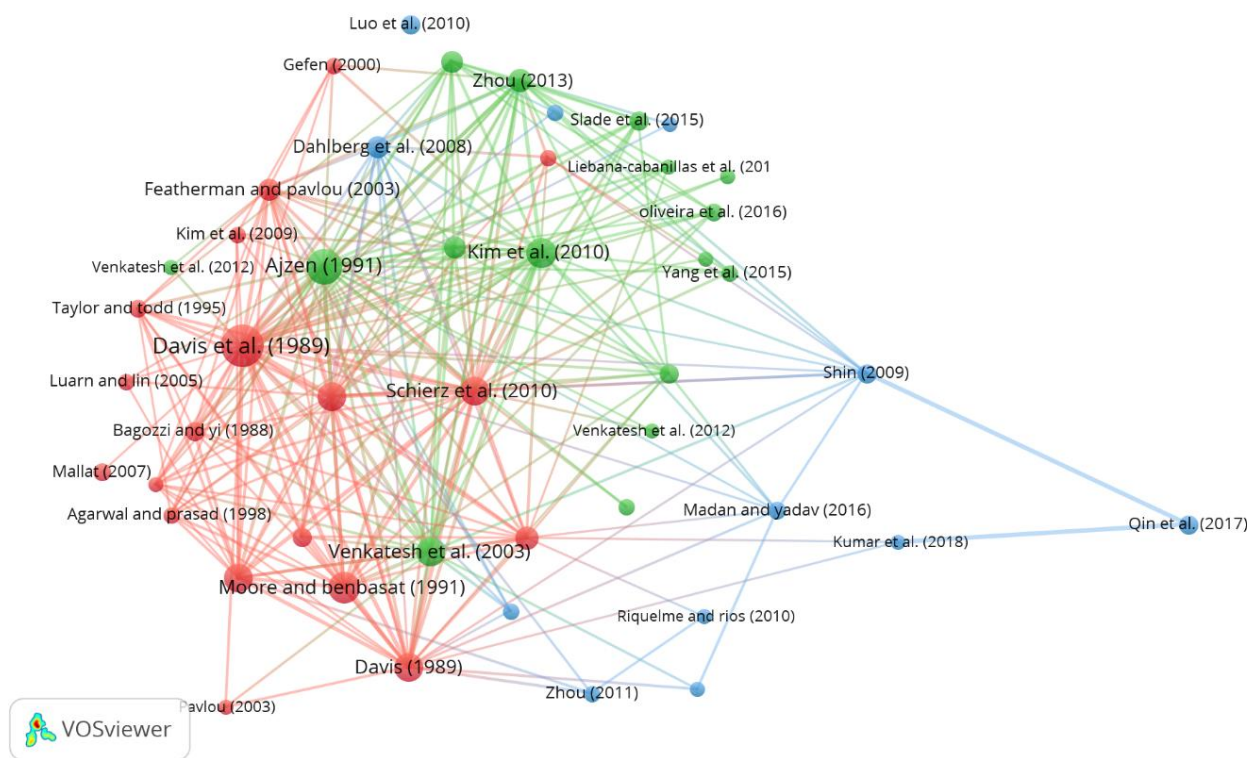 Luo et al. (2010)
Gefen (2000)
Zhou (2013)
Slade et al. (2015)
Dahlberg et al. (2008)
Liebana-cabanillas et al. (201
Featherman and pavlou (2003)
oliveira et al. (2016)
Kim et al. (2009)
Kim et al. (2010)
Ajzen (1991)
Venkatesh et al. (2012)
Yang et al. (2015)
Taylor and todd (1995)
Davis et al. (1989)
Shin (2009)
Luarn and lin (2005)
Schierz et al. (2010)
Bagozzi and yi (1988)
Venkatesh et al. (2012)
Mallat (2007)
Madan and yadav (2016)
Agarwal and prasad (1998)
Qin et al. (2017)
Kumar et al. (2018)
Venkatesh et al. (2003)
Moore and benbasat (1991)
Riquelme and rios (2010)
Davis (1989)
Zhou (2011)
Pavlou (2003)
VOSviewer